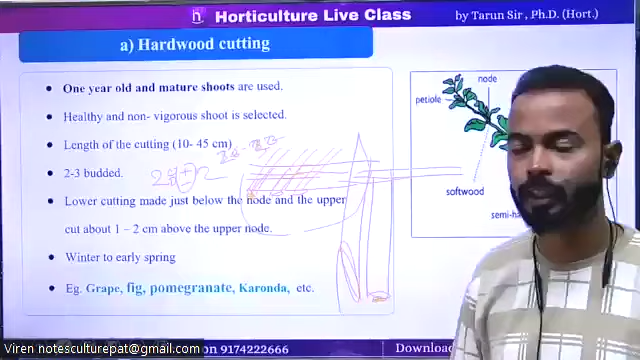 n Horticulture Live Class
by Tarun Sir , Ph.D. (Hort.)
a) Hardwood cutting
• One year old and mature shoots are used.
• Healthy and non- vigorous shoot is selected.
• Length of the cutting (10- 45 cm)
• 2-3 budded.
• Lower cutting made just below the node and the upper
cut about 1 – 2 cm above the upper node.
• Winter to early spring
• Eg. Grape, fig, pomegranate, Karonda, etc.
node
petiole
softwood
Viren notesculturepat@gmail.com
on 9174222666